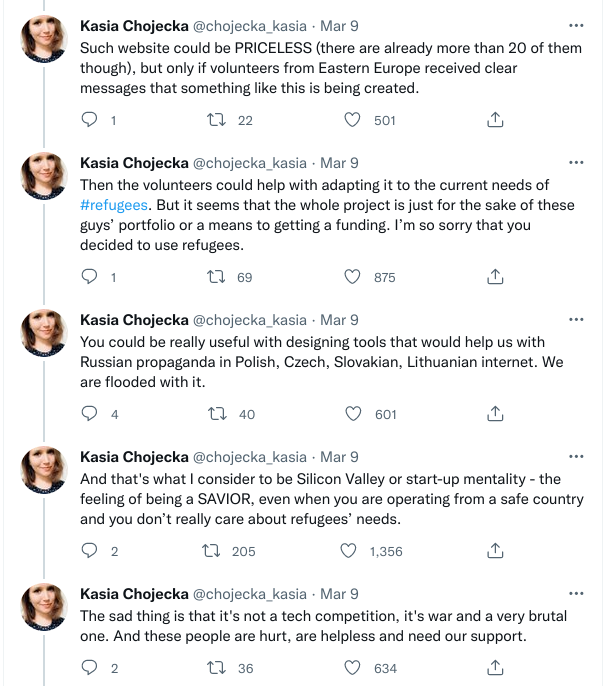 Kasia Chojecka @chojecka_kasia · Mar 9
Such website could be PRICELESS (there are already more than 20 of them
though), but only if volunteers from Eastern Europe received clear
messages that something like this is being created.
1 22 501
Kasia Chojecka @chojecka_kasia · Mar 9
Then the volunteers could help with adapting it to the current needs of
#refugees. But it seems that the whole project is just for the sake of these
guys’ portfolio or a means to getting a funding. I’m so sorry that you
decided to use refugees.
1 69 875
Kasia Chojecka @chojecka_kasia · Mar 9
You could be really useful with designing tools that would help us with
Russian propaganda in Polish, Czech, Slovakian, Lithuanian internet. We
are flooded with it.
4 40 601
Kasia Chojecka @chojecka_kasia · Mar 9
And that's what I consider to be Silicon Valley or start-up mentality - the
feeling of being a SAVIOR, even when you are operating from a safe country
and you don’t really care about refugees’ needs.
2 205 1,356
Kasia Chojecka @chojecka_kasia · Mar 9
The sad thing is that it's not a tech competition, it's war and a very brutal
one. And these people are hurt, are helpless and need our support.
2 36 634